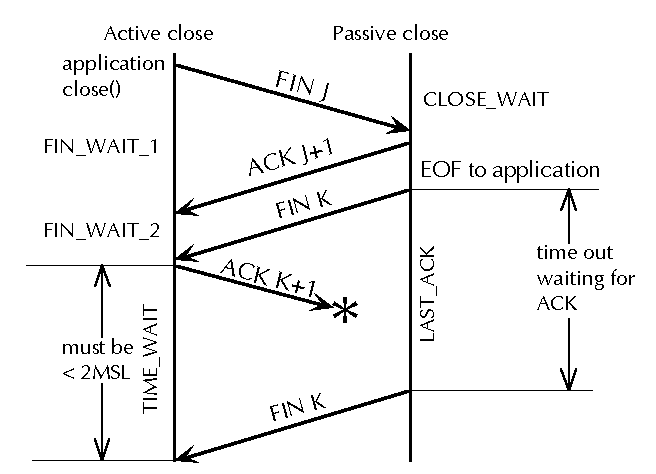 Active close
Passive close
application
close()
FIN J
CLOSE_WAIT
FIN_WAIT_1
ACK J+1
EOF to application
FIN K
FIN_WAIT_2
ACK K+1
*
time out
waiting for
ACK
LAST_ACK
TIME_WAIT
must be
< 2MSL
FIN K